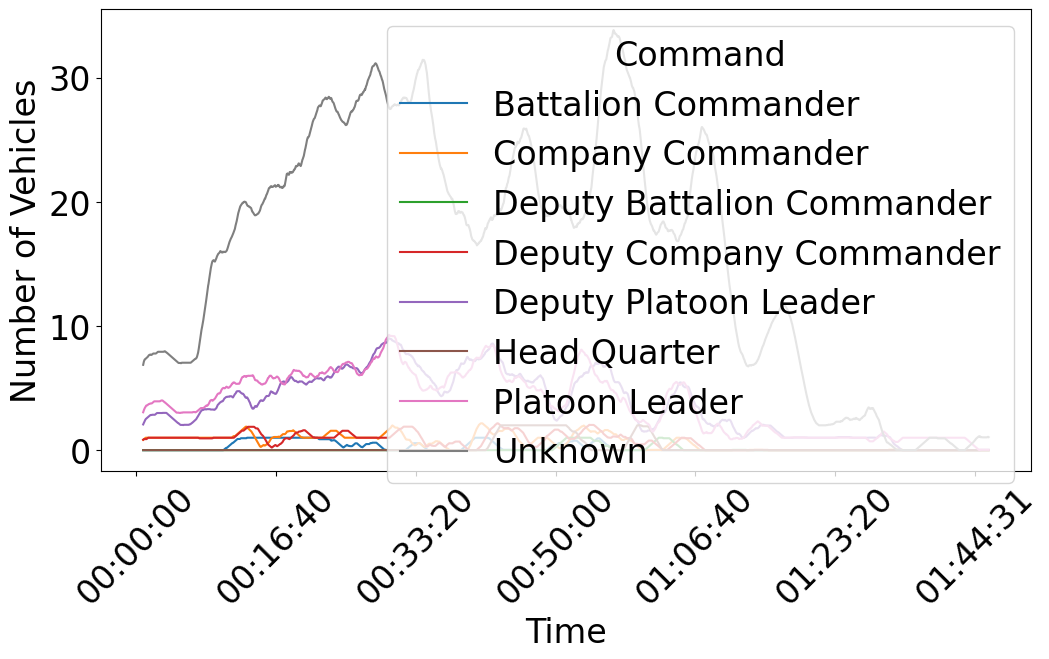 Number of Vehicles
30
20
10
0
Command
Battalion Commander
Company Commander
Deputy Battalion Commander
Deputy Company Commander
Deputy Platoon Leader
Head Quarter
Platoon Leader
Unknown
00:00:00
00:16:40
00:33:20
00:50:00
01:06:40
01:23:20
01:44:31
Time